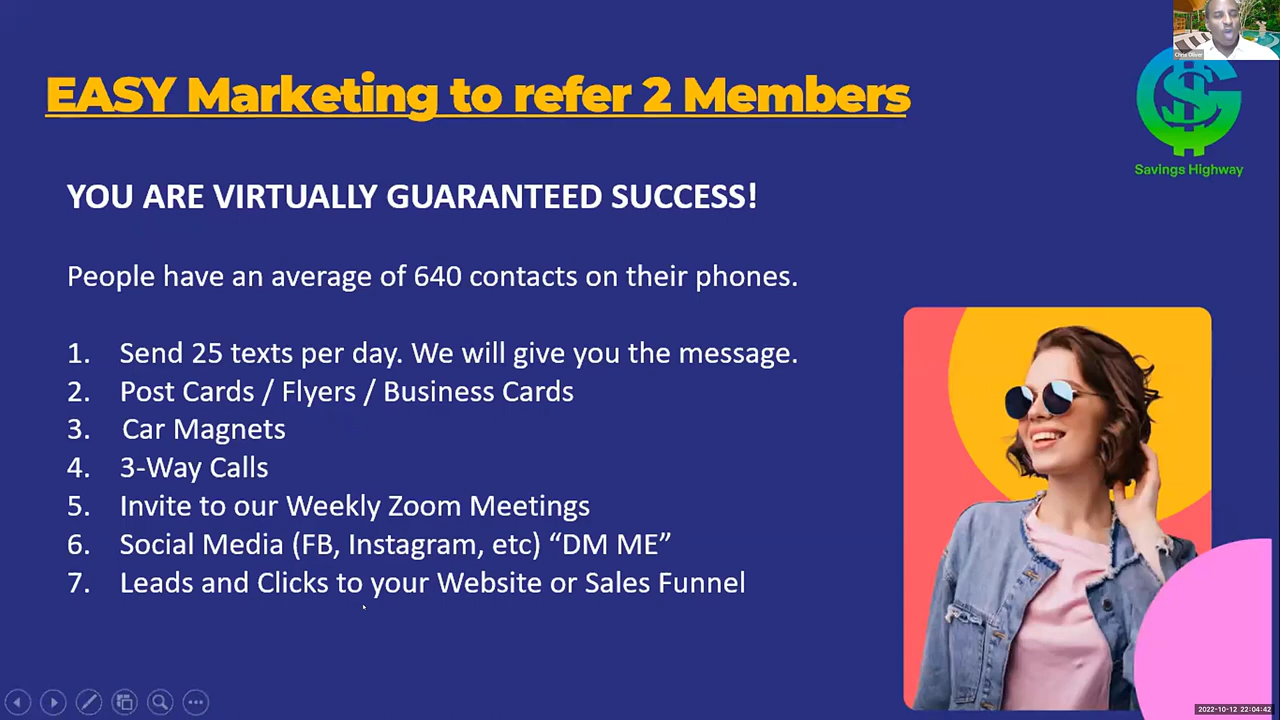 EASY Marketing to refer 2 Members
Chris Oliver
Savings Highway
YOU ARE VIRTUALLY GUARANTEED SUCCESS!
People have an average of 640 contacts on their phones.
1. Send 25 texts per day. We will give you the message.
2. Post Cards / Flyers / Business Cards
3. Car Magnets
4. 3-Way Calls
5. Invite to our Weekly Zoom Meetings
6. Social Media (FB, Instagram, etc) “DM ME”
7. Leads and Clicks to your Website or Sales Funnel
2022-10-12 22:04:42